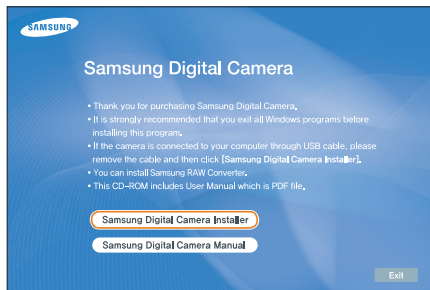 SAMSUNG
Samsung Digital Camera
• Thank you for purchasing Samsung Digital Camera.
• It is strongly recommended that you exit all Windows programs before
installing this program.
• If the camera is connected to your computer through USB cable, please
remove the cable and then click [Samsung Digital Camera Installer].
• You can install Samsung RAW Converter.
• This CD-ROM includes User Manual which is PDF file.
Samsung Digital Camera Installer
Samsung Digital Camera Manual
Exit